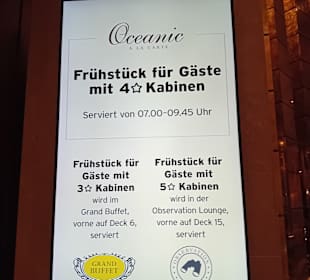 Oceanic
A LA CARTE
Frühstück für Gäste
mit 4☆ Kabinen
Serviert von 07.00-09.45 Uhr
Frühstück für
Gäste mit
3☆ Kabinen
wird im
Grand Buffet,
vorne auf Deck 6,
serviert
Frühstück für
Gäste mit
5☆ Kabinen
wird in der
Observation Lounge,
vorne auf Deck 15,
serviert
GRAND
BUFFET
OBSERVATION